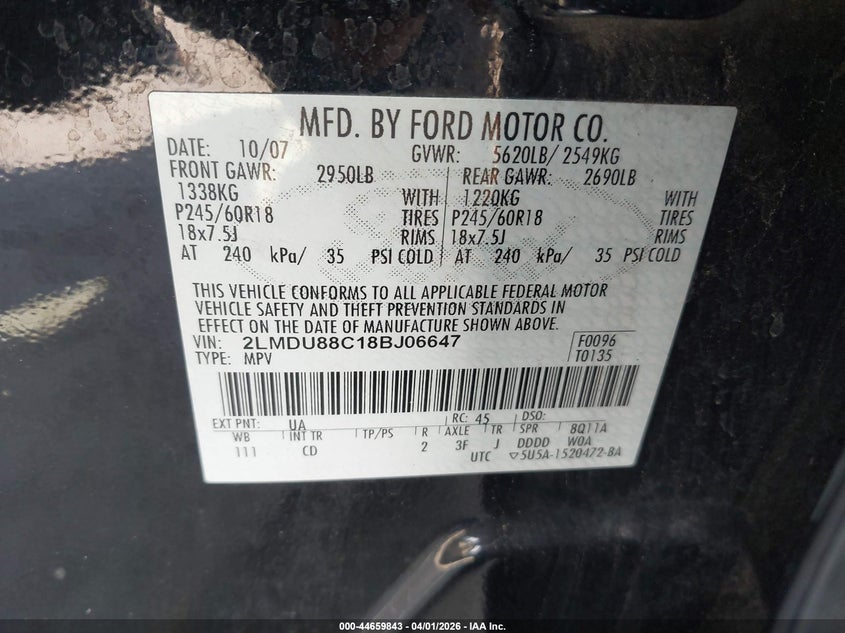 MFD. BY FORD MOTOR CO.
DATE: 10/07 GVWR: 5620LB/ 2549KG
FRONT GAWR: 2950LB REAR GAWR: 2690LB
1338KG WITH 1220KG WITH
P245/60R18 TIRES P245/60R18 TIRES
18x7.5J RIMS 18x7.5J RIMS
AT 240 kPa/ 35 PSI COLD AT 240 kPa/ 35 PSI COLD
THIS VEHICLE CONFORMS TO ALL APPLICABLE FEDERAL MOTOR
VEHICLE SAFETY AND THEFT PREVENTION STANDARDS IN
EFFECT ON THE DATE OF MANUFACTURE SHOWN ABOVE.
VIN: 2LMDU88C18BJ06647 F0096
TYPE: MPV T0135
EXT PNT: UA RC: 45 DSO:
WB INT TR TP/PS R AXLE TR SPR 8Q11A
111 CD 2 3F J DDDD W0A
UTC ▽5U5A-1520472-BA
000-44659843 - 04/01/2026 - IAA Inc.